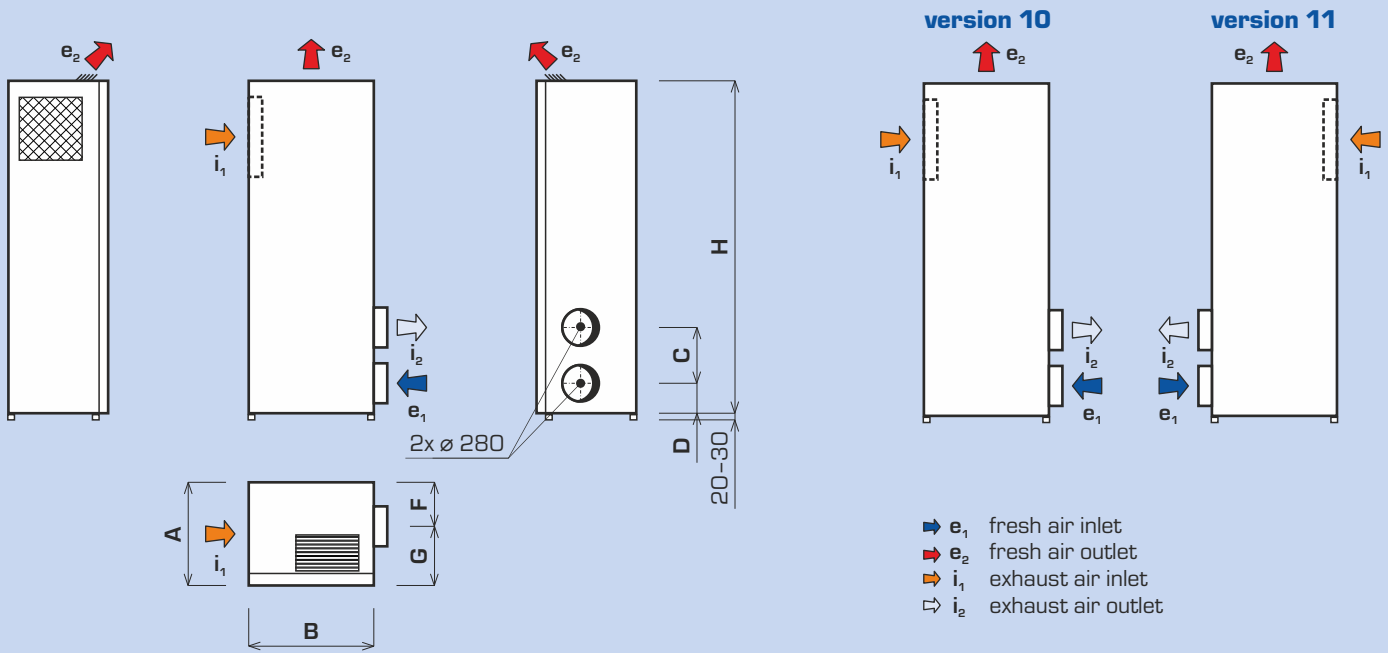 version 10
version 11
e₂
e₂
e₂
e₂
e₂
i₁
i₁
i₁
H
C
i₂
i₂
i₂
e₁
e₁
e₁
2x ø 280
D
20-30
A
F
G
i₁
B
e₁ fresh air inlet
e₂ fresh air outlet
i₁ exhaust air inlet
i₂ exhaust air outlet